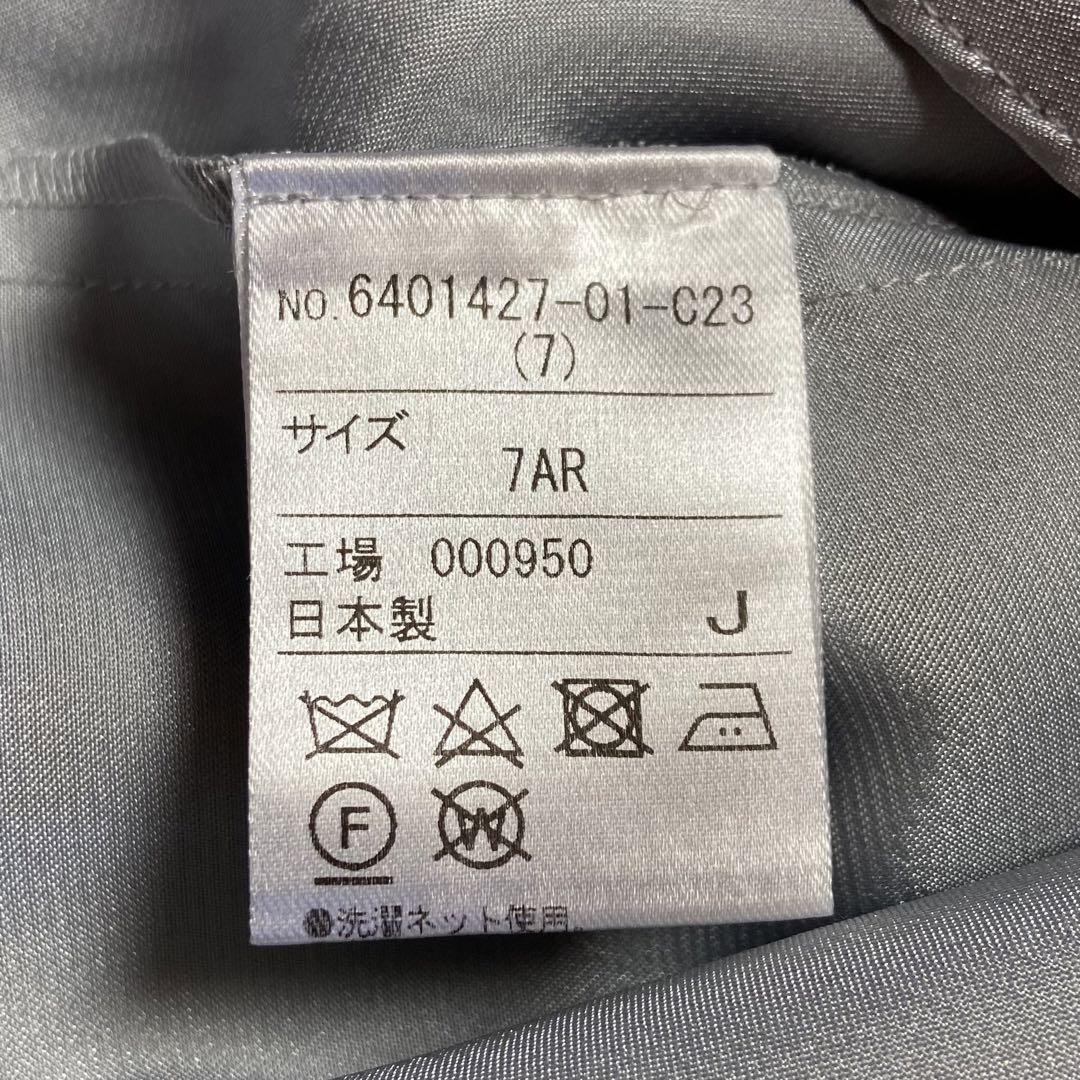 NO. 6401427-01-C23
(7)
サイズ
7AR
工場 000950
日本製 J
F W
●洗濯ネット使用。